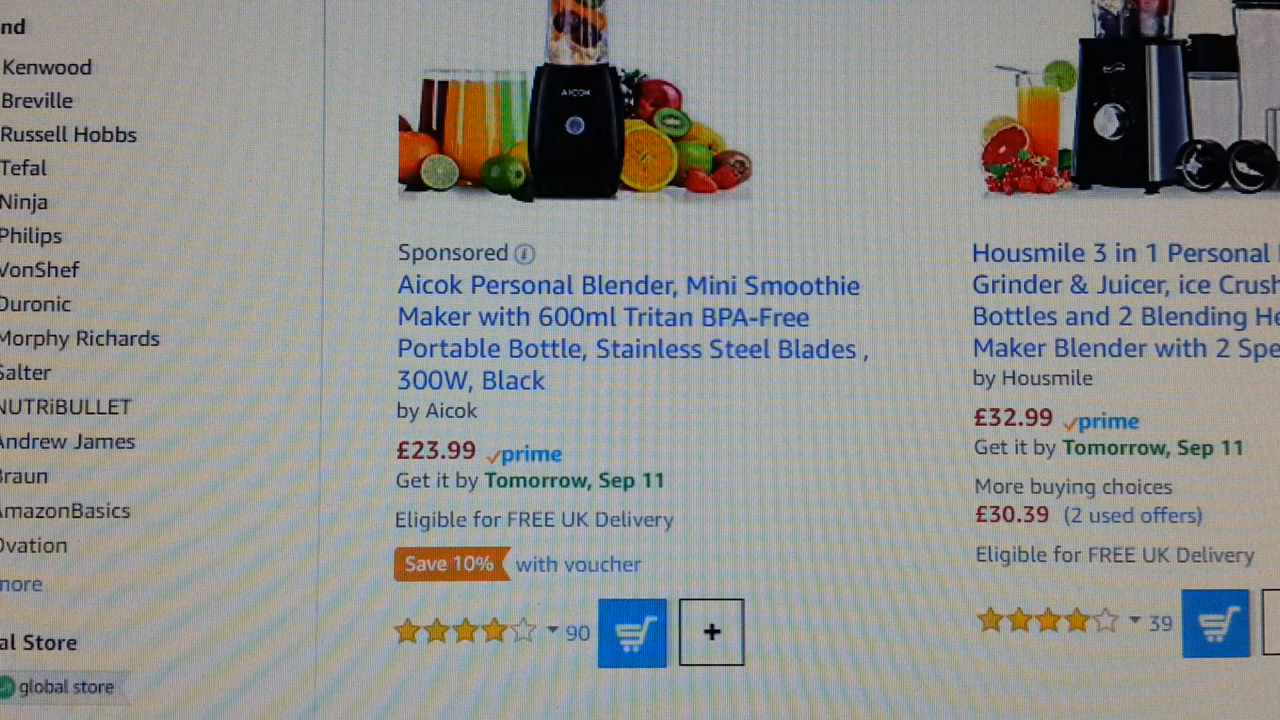 nd
Kenwood
Breville
Russell Hobbs
Tefal
Ninja
Philips
VonShef
Duronic
Morphy Richards
Salter
NUTRiBULLET
Andrew James
Braun
AmazonBasics
Ovation
more
al Store
global store
AICOK
Sponsored i
Aicok Personal Blender, Mini Smoothie
Maker with 600ml Tritan BPA-Free
Portable Bottle, Stainless Steel Blades ,
300W, Black
by Aicok
£23.99 prime
Get it by Tomorrow, Sep 11
Eligible for FREE UK Delivery
Save 10% with voucher
90
+
Housmile 3 in 1 Personal
Grinder & Juicer, ice Crush
Bottles and 2 Blending He
Maker Blender with 2 Spe
by Housmile
£32.99 prime
Get it by Tomorrow, Sep 11
More buying choices
£30.39 (2 used offers)
Eligible for FREE UK Delivery
39